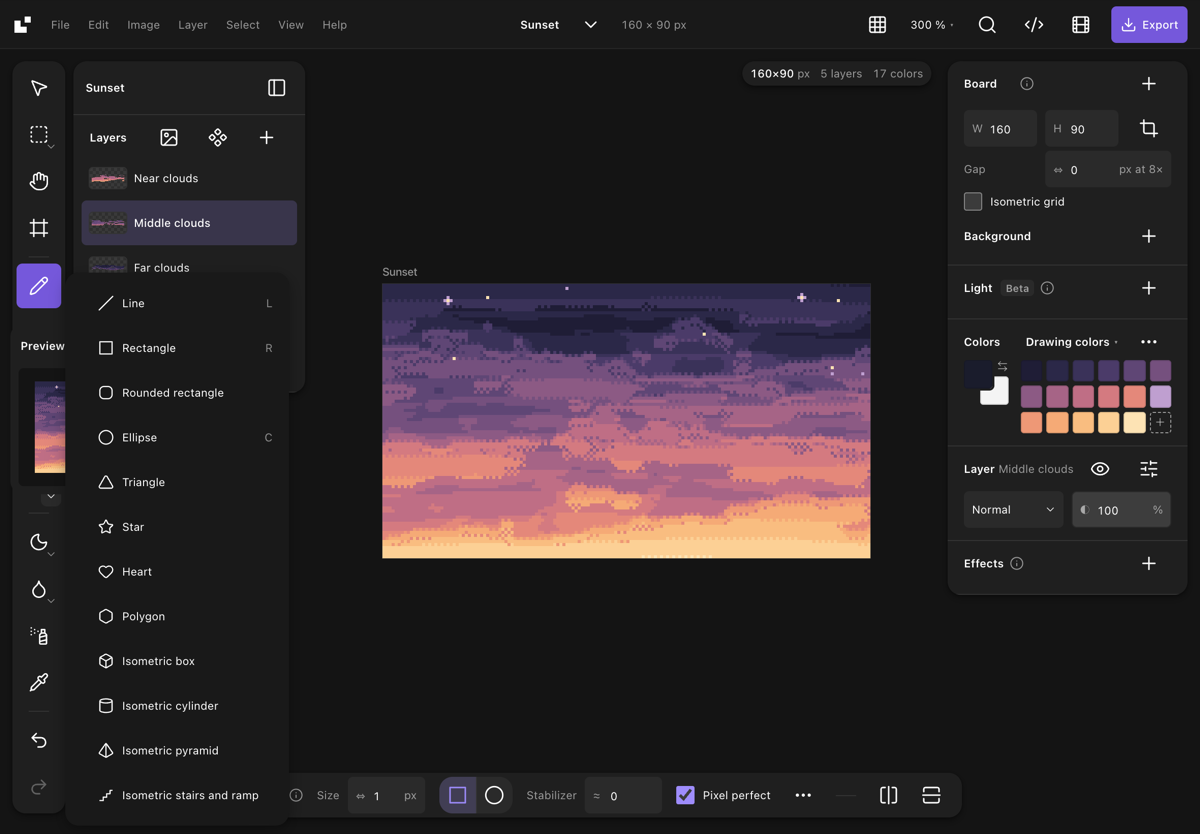 File Edit Image Layer Select View Help
Sunset
160 × 90 px
300 %
Export
Sunset
Layers
Near clouds
Middle clouds
Far clouds
Preview
Line L
Rectangle R
Rounded rectangle
Ellipse C
Triangle
Star
Heart
Polygon
Isometric box
Isometric cylinder
Isometric pyramid
Isometric stairs and ramp
160×90 px 5 layers 17 colors
Sunset
Size 1 px
Stabilizer ≈ 0
Pixel perfect
Board
W 160
H 90
Gap 0 px at 8×
Isometric grid
Background
Light Beta
Colors Drawing colors
Layer Middle clouds
Normal 100 %
Effects